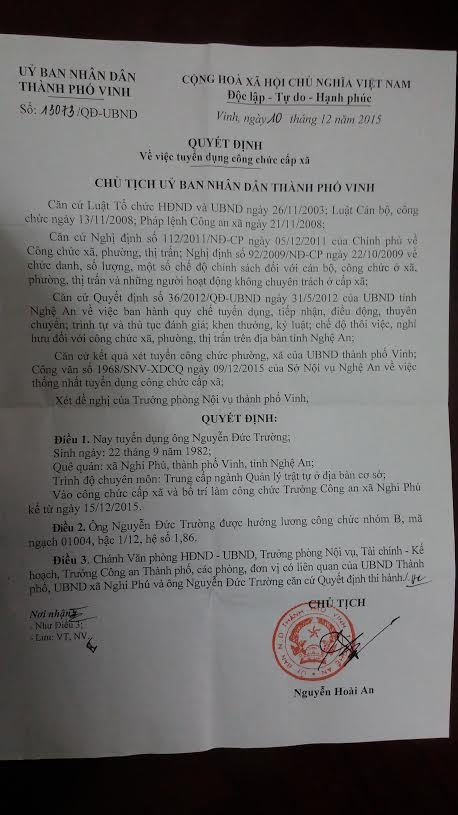 UỶ BAN NHÂN DÂN
THÀNH PHỐ VINH
Số: 13073/QĐ-UBND
CỘNG HOÀ XÃ HỘI CHỦ NGHĨA VIỆT NAM
Độc lập - Tự do - Hạnh phúc
Vinh, ngày 10 tháng 12 năm 2015
QUYẾT ĐỊNH
Về việc tuyển dụng công chức cấp xã
CHỦ TỊCH UỶ BAN NHÂN DÂN THÀNH PHỐ VINH
Căn cứ Luật Tổ chức HĐND và UBND ngày 26/11/2003; Luật Cán bộ, công
chức ngày 13/11/2008; Pháp lệnh Công an xã ngày 21/11/2008;
Căn cứ Nghị định số 112/2011/NĐ-CP ngày 05/12/2011 của Chính phủ về
Công chức xã, phường, thị trấn; Nghị định số 92/2009/NĐ-CP ngày 22/10/2009 về
chức danh, số lượng, một số chế độ chính sách đối với cán bộ, công chức ở xã,
phường, thị trấn và những người hoạt động không chuyên trách ở cấp xã;
Căn cứ Quyết định số 36/2012/QĐ-UBND ngày 31/5/2012 của UBND tỉnh
Nghệ An về việc ban hành quy chế tuyển dụng, tiếp nhận, điều động, thuyên
chuyển; trình tự và thủ tục đánh giá; khen thưởng, kỷ luật; chế độ thôi việc, nghỉ
hưu đối với công chức xã, phường, thị trấn trên địa bàn tỉnh Nghệ An;
Căn cứ kết quả xét tuyển công chức phường, xã của UBND thành phố Vinh;
Công văn số 1968/SNV-XDCQ ngày 09/12/2015 của Sở Nội vụ Nghệ An về việc
thống nhất tuyển dụng công chức cấp xã;
Xét đề nghị của Trưởng phòng Nội vụ thành phố Vinh,
QUYẾT ĐỊNH:
Điều 1. Nay tuyển dụng ông Nguyễn Đức Trường;
Sinh ngày: 22 tháng 9 năm 1982;
Quê quán: xã Nghi Phú, thành phố Vinh, tỉnh Nghệ An;
Trình độ chuyên môn: Trung cấp ngành Quản lý trật tự ở địa bàn cơ sở;
Vào công chức cấp xã và bố trí làm công chức Trưởng Công an xã Nghi Phú
kể từ ngày 15/12/2015.
Điều 2. Ông Nguyễn Đức Trường được hưởng lương công chức nhóm B, mã
ngạch 01004, bậc 1/12, hệ số 1,86.
Điều 3. Chánh Văn phòng HĐND - UBND, Trưởng phòng Nội vụ, Tài chính - Kế
hoạch, Trưởng Công an Thành phố, các phòng, đơn vị có liên quan của UBND Thành
phố, UBND xã Nghi Phú và ông Nguyễn Đức Trường căn cứ Quyết định thi hành./.
Nơi nhận:
- Như Điều 3;
- Lưu: VT, NV.
CHỦ TỊCH
Nguyễn Hoài An